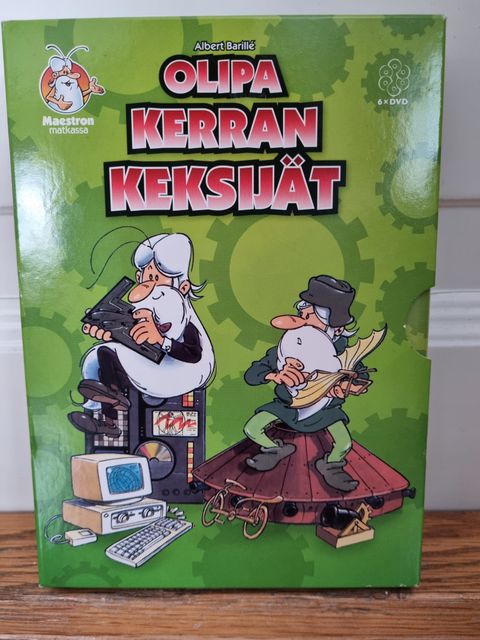 Albert Barillé
OLIPA
KERRAN
KEKSIJÄT
Maestron
matkassa
6×DVD